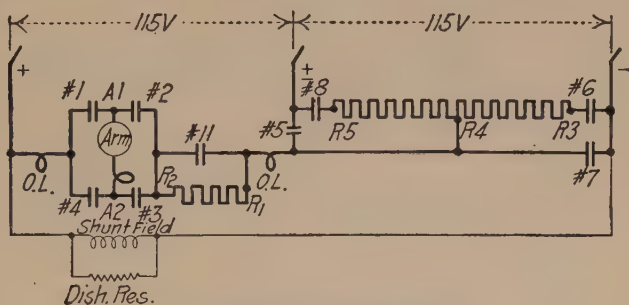 115V 115V
+ ± −
#1 A1 #2 #8 #6
Arm #11 #5 R5 R4 R3
O.L. R2 O.L. #7
#4 A2 #3 R1
Shunt Field
Disch. Res.